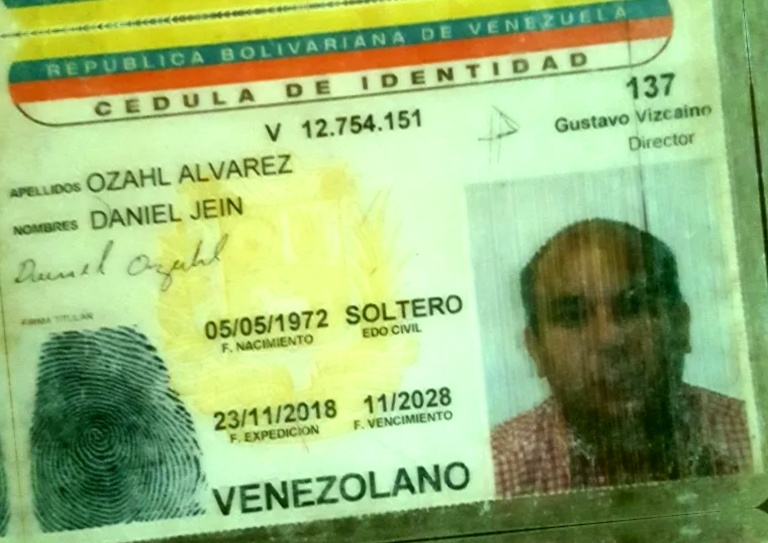 REPUBLICA BOLIVARIANA DE VENEZUELA
CEDULA DE IDENTIDAD
V 12.754.151
137
Gustavo Vizcaino
Director
APELLIDOS OZAHL ALVAREZ
NOMBRES DANIEL JEIN
Daniel Ozahl
FIRMA TITULAR
05/05/1972 SOLTERO
F. NACIMIENTO EDO CIVIL
23/11/2018 11/2028
F. EXPEDICION F. VENCIMIENTO
VENEZOLANO